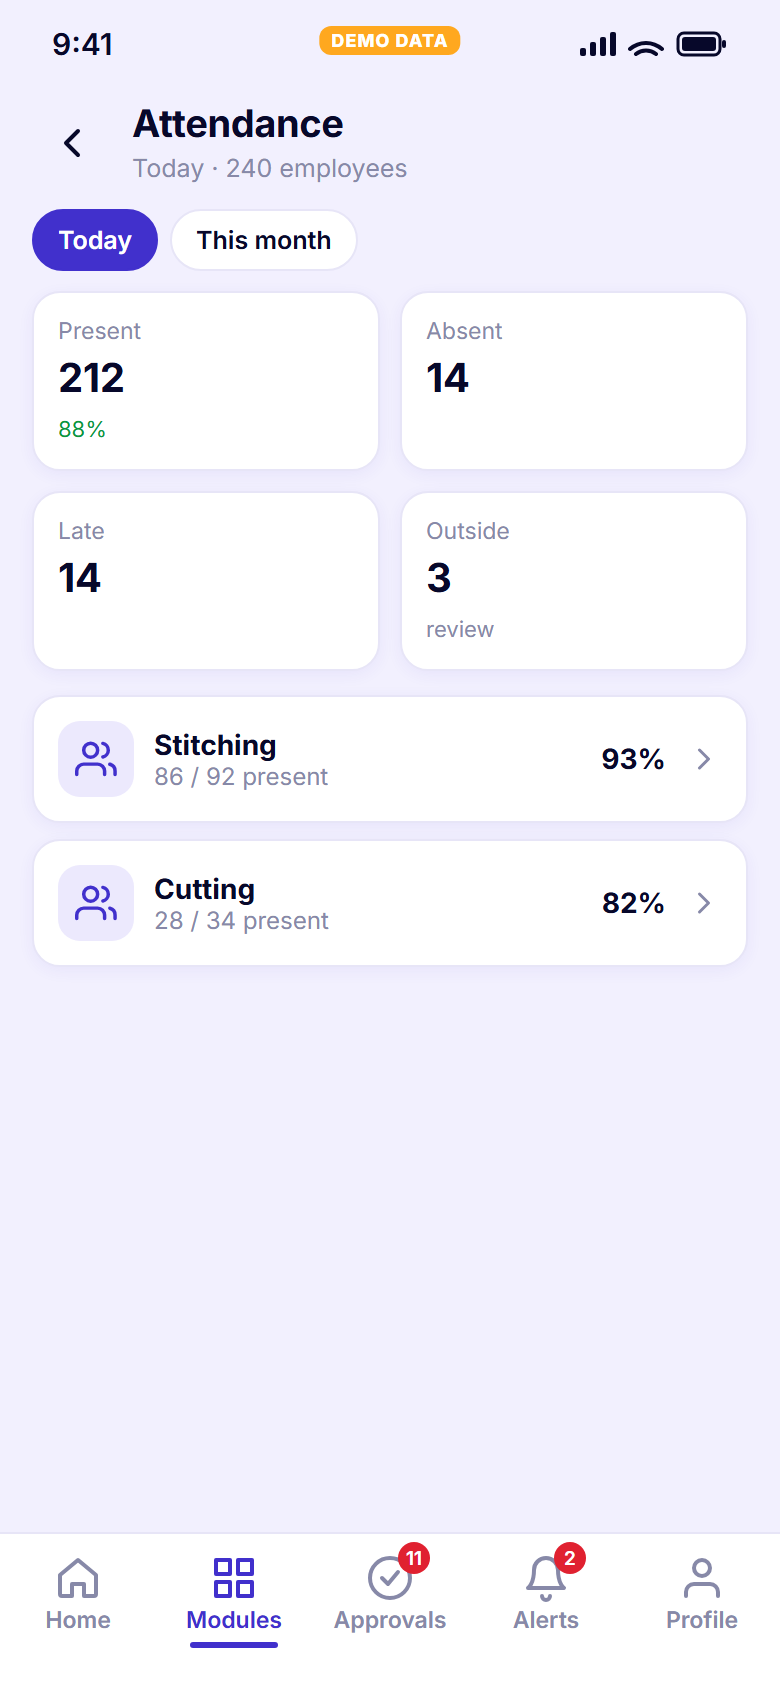 9:41
DEMO DATA
Attendance
Today · 240 employees
Today
This month
Present
212
88%
Absent
14
Late
14
Outside
3
review
Stitching
86 / 92 present
93%
Cutting
28 / 34 present
82%
11
2
Home
Modules
Approvals
Alerts
Profile